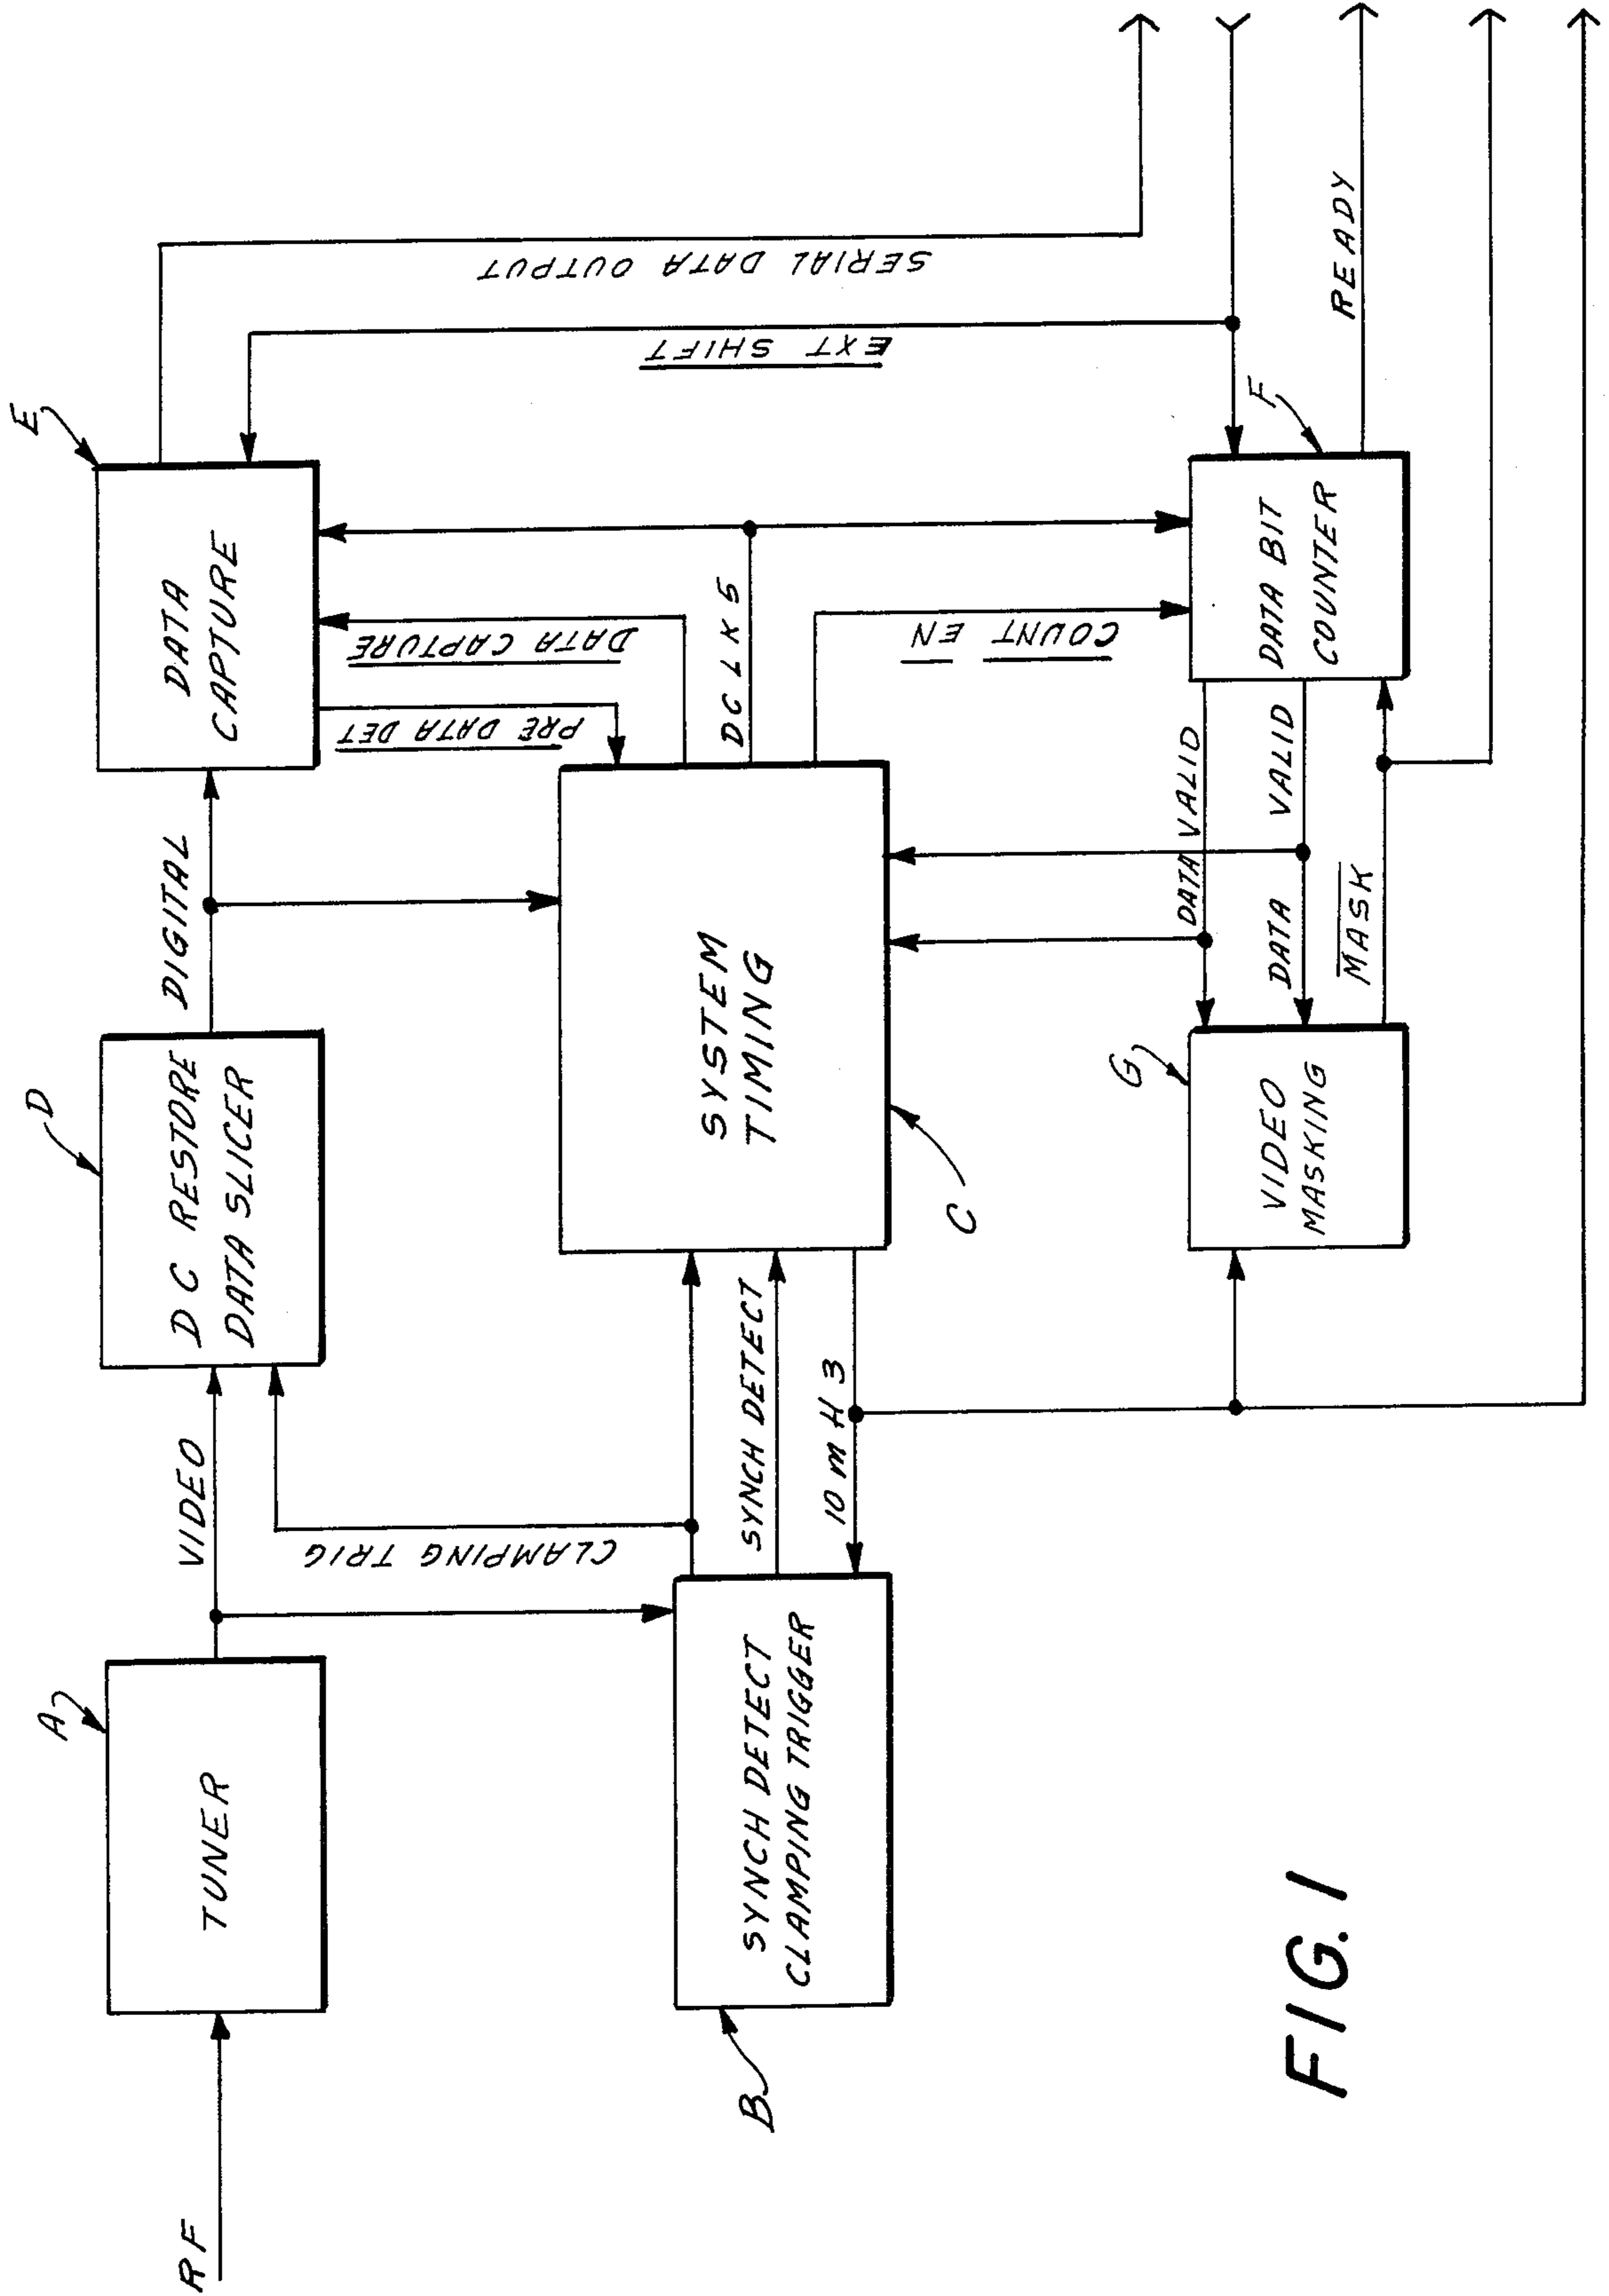 RF
A
TUNER
VIDEO
D
D C RESTORE
DATA SLICER
DIGITAL
E
DATA
CAPTURE
SERIAL DATA OUTPUT
EXT SHIFT
CLAMPING TRIG
PRE DATA DET
DATA CAPTURE
B
SYNCH DETECT
CLAMPING TRIGGER
SYNCH DETECT
10 mH3
C
SYSTEM
TIMING
DCLK5
COUNT EN
G
VIDEO
MASKING
DATA VALID
DATA VALID
MASK
F
DATA BIT
COUNTER
READY
FIG. 1